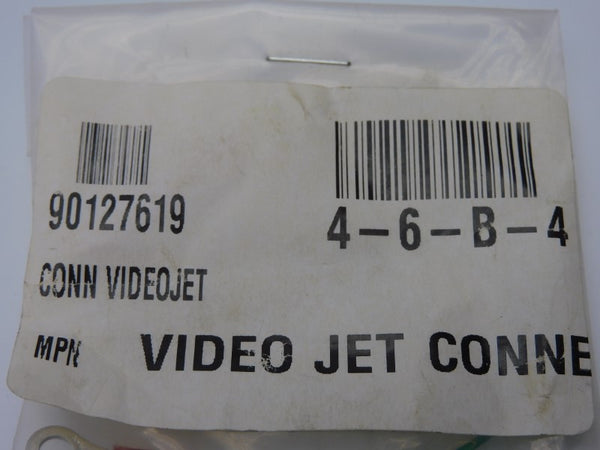 90127619
4-6-B-4
CONN VIDEOJET
MPN VIDEO JET CONNE